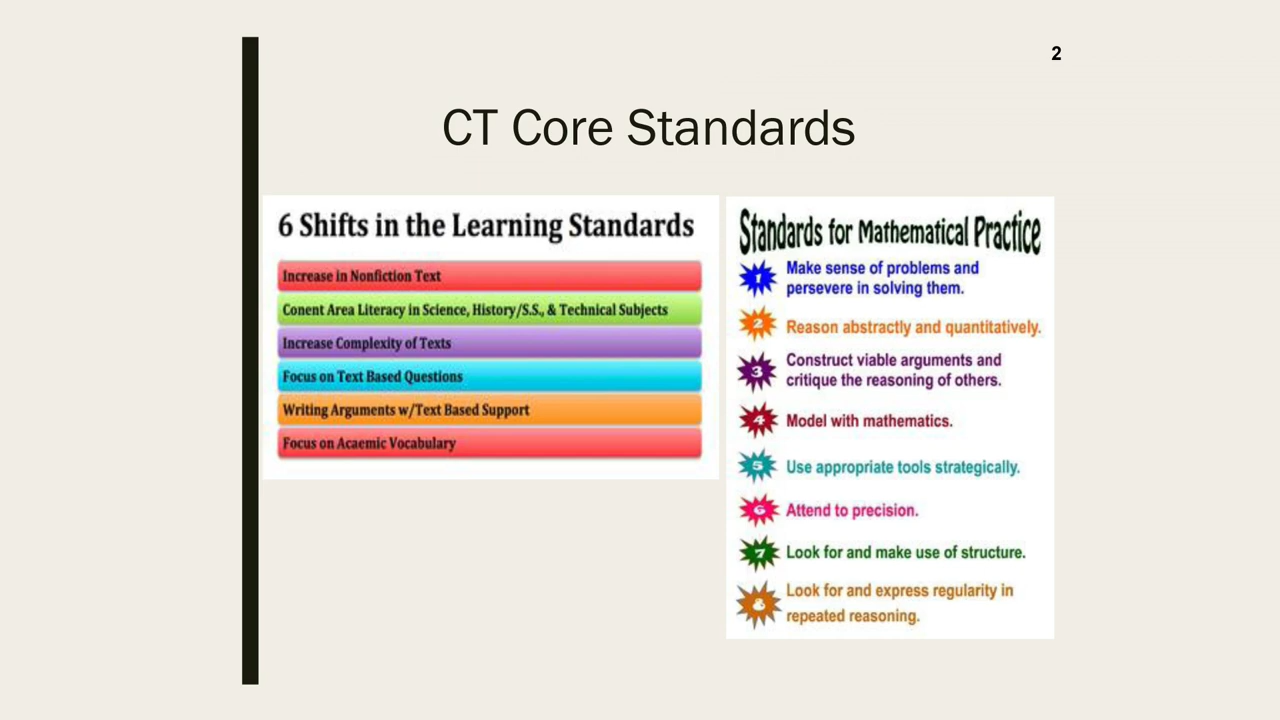 2
CT Core Standards
6 Shifts in the Learning Standards
Increase in Nonfiction Text
Conent Area Literacy in Science, History/S.S., & Technical Subjects
Increase Complexity of Texts
Focus on Text Based Questions
Writing Arguments w/Text Based Support
Focus on Acaemic Vocabulary
Standards for Mathematical Practice
1 Make sense of problems and
persevere in solving them.
2 Reason abstractly and quantitatively.
3 Construct viable arguments and
critique the reasoning of others.
4 Model with mathematics.
5 Use appropriate tools strategically.
6 Attend to precision.
7 Look for and make use of structure.
8 Look for and express regularity in
repeated reasoning.